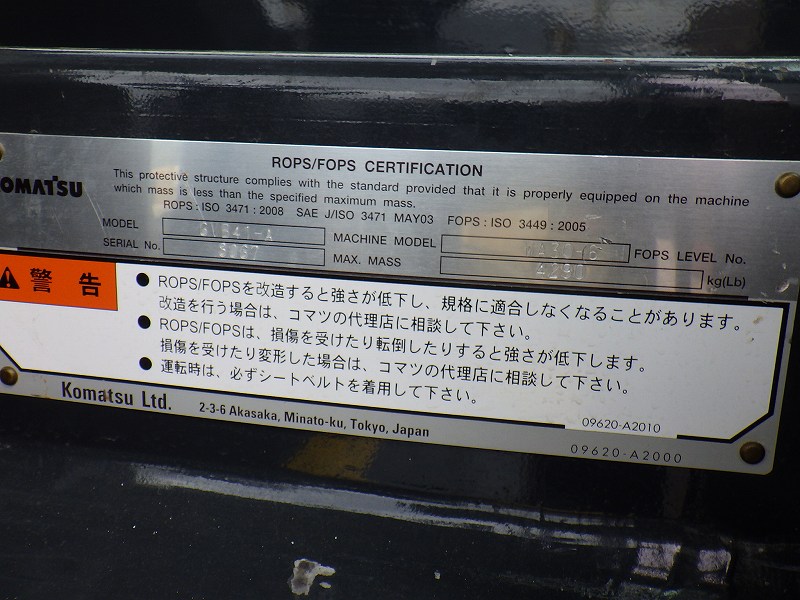 ROPS/FOPS CERTIFICATION
KOMATSU
This protective structure complies with the standard provided that it is properly equipped on the machine
which mass is less than the specified maximum mass.
ROPS : ISO 3471 : 2008 SAE J/ISO 3471 MAY03 FOPS : ISO 3449 : 2005
MODEL MACHINE MODEL FOPS LEVEL No.
SERIAL No. MAX. MASS 4290 kg(Lb)
警告
● ROPS/FOPSを改造すると強さが低下し、規格に適合しなくなることがあります。
改造を行う場合は、コマツの代理店に相談して下さい。
● ROPS/FOPSは、損傷を受けたり転倒したりすると強さが低下します。
損傷を受けたり変形した場合は、コマツの代理店に相談して下さい。
● 運転時は、必ずシートベルトを着用して下さい。
09620-A2010
Komatsu Ltd. 2-3-6 Akasaka, Minato-ku, Tokyo, Japan
09620-A2000